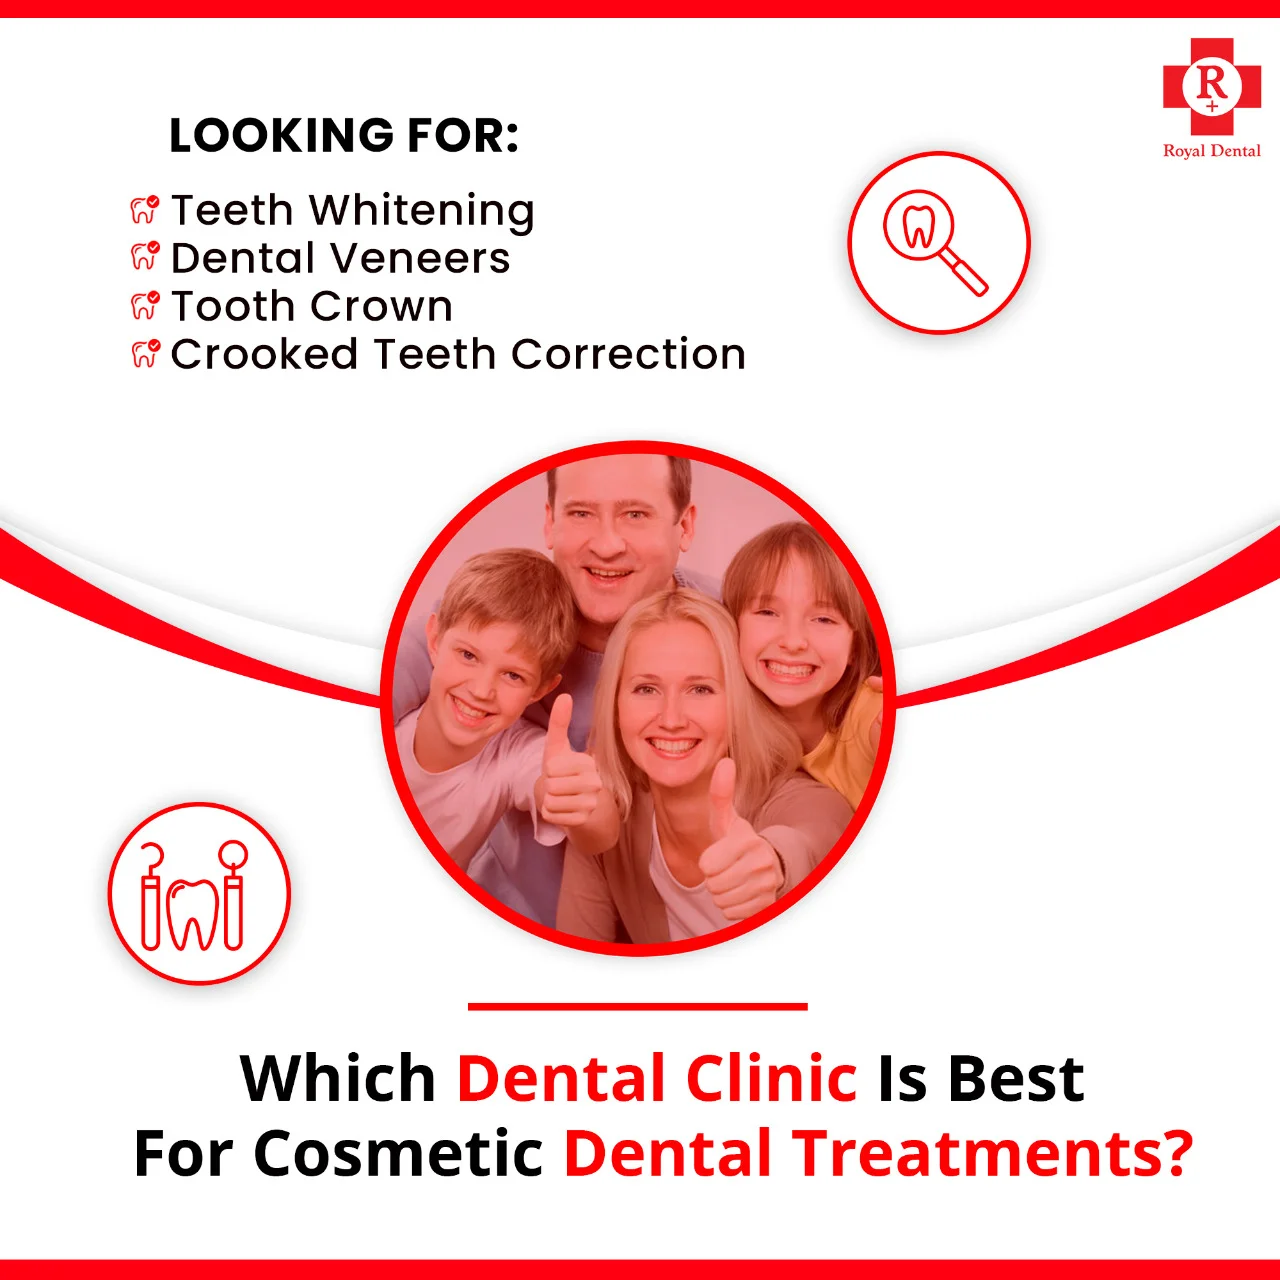 LOOKING FOR:
Teeth Whitening
Dental Veneers
Tooth Crown
Crooked Teeth Correction
R
Royal Dental
Which Dental Clinic Is Best
For Cosmetic Dental Treatments?